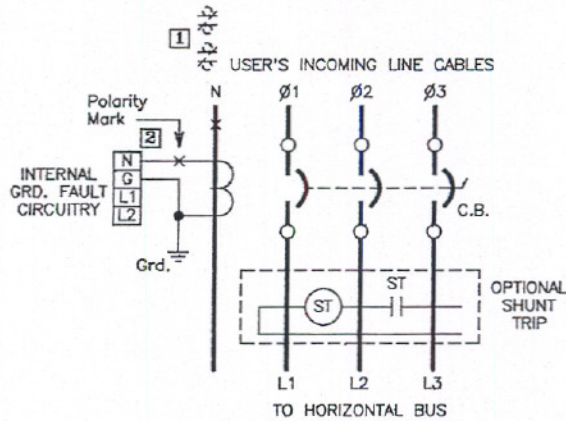 1
USER'S INCOMING LINE CABLES
N Ø1 Ø2 Ø3
Polarity
Mark
2
INTERNAL
GRD. FAULT
CIRCUITRY
N
G
L1
L2
Grd.
C.B.
ST
ST
OPTIONAL
SHUNT
TRIP
L1 L2 L3
TO HORIZONTAL BUS